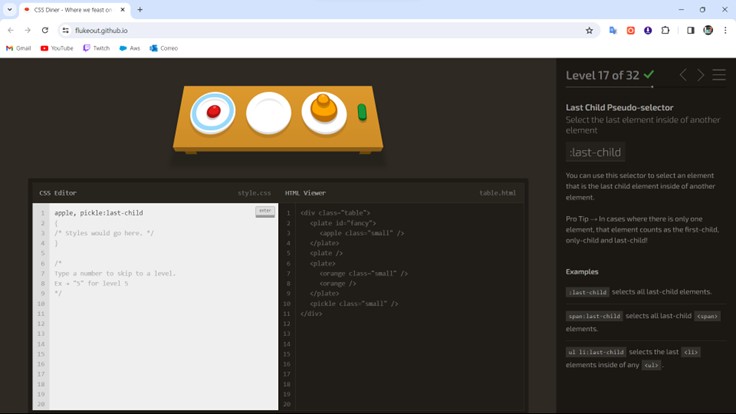 CSS Diner - Where we feast on
flukeout.github.io
Gmail
YouTube
Twitch
Aws
Correo
Level 17 of 32
Last Child Pseudo-selector
Select the last element inside of another
element
:last-child
You can use this selector to select an element
that is the last child element inside of another
element.
Pro Tip → In cases where there is only one
element, that element counts as the first-child,
only-child and last-child!
Examples
:last-child selects all last-child elements.
span:last-child selects all last-child <span>
elements.
ul li:last-child selects the last <li>
elements inside of any <ul>.
CSS Editor
style.css
1 apple, pickle:last-child
enter
2 {
3 /* Styles would go here. */
4 }
5
6 /*
7 Type a number to skip to a level.
8 Ex → "5" for level 5
9 */
10
11
12
13
14
15
16
17
18
19
20
HTML Viewer
table.html
1 <div class="table">
2 <plate id="fancy">
3 <apple class="small" />
4 </plate>
5 <plate />
6 <plate>
7 <orange class="small" />
8 <orange />
9 </plate>
10 <pickle class="small" />
11 </div>
12
13
14
15
16
17
18
19
20